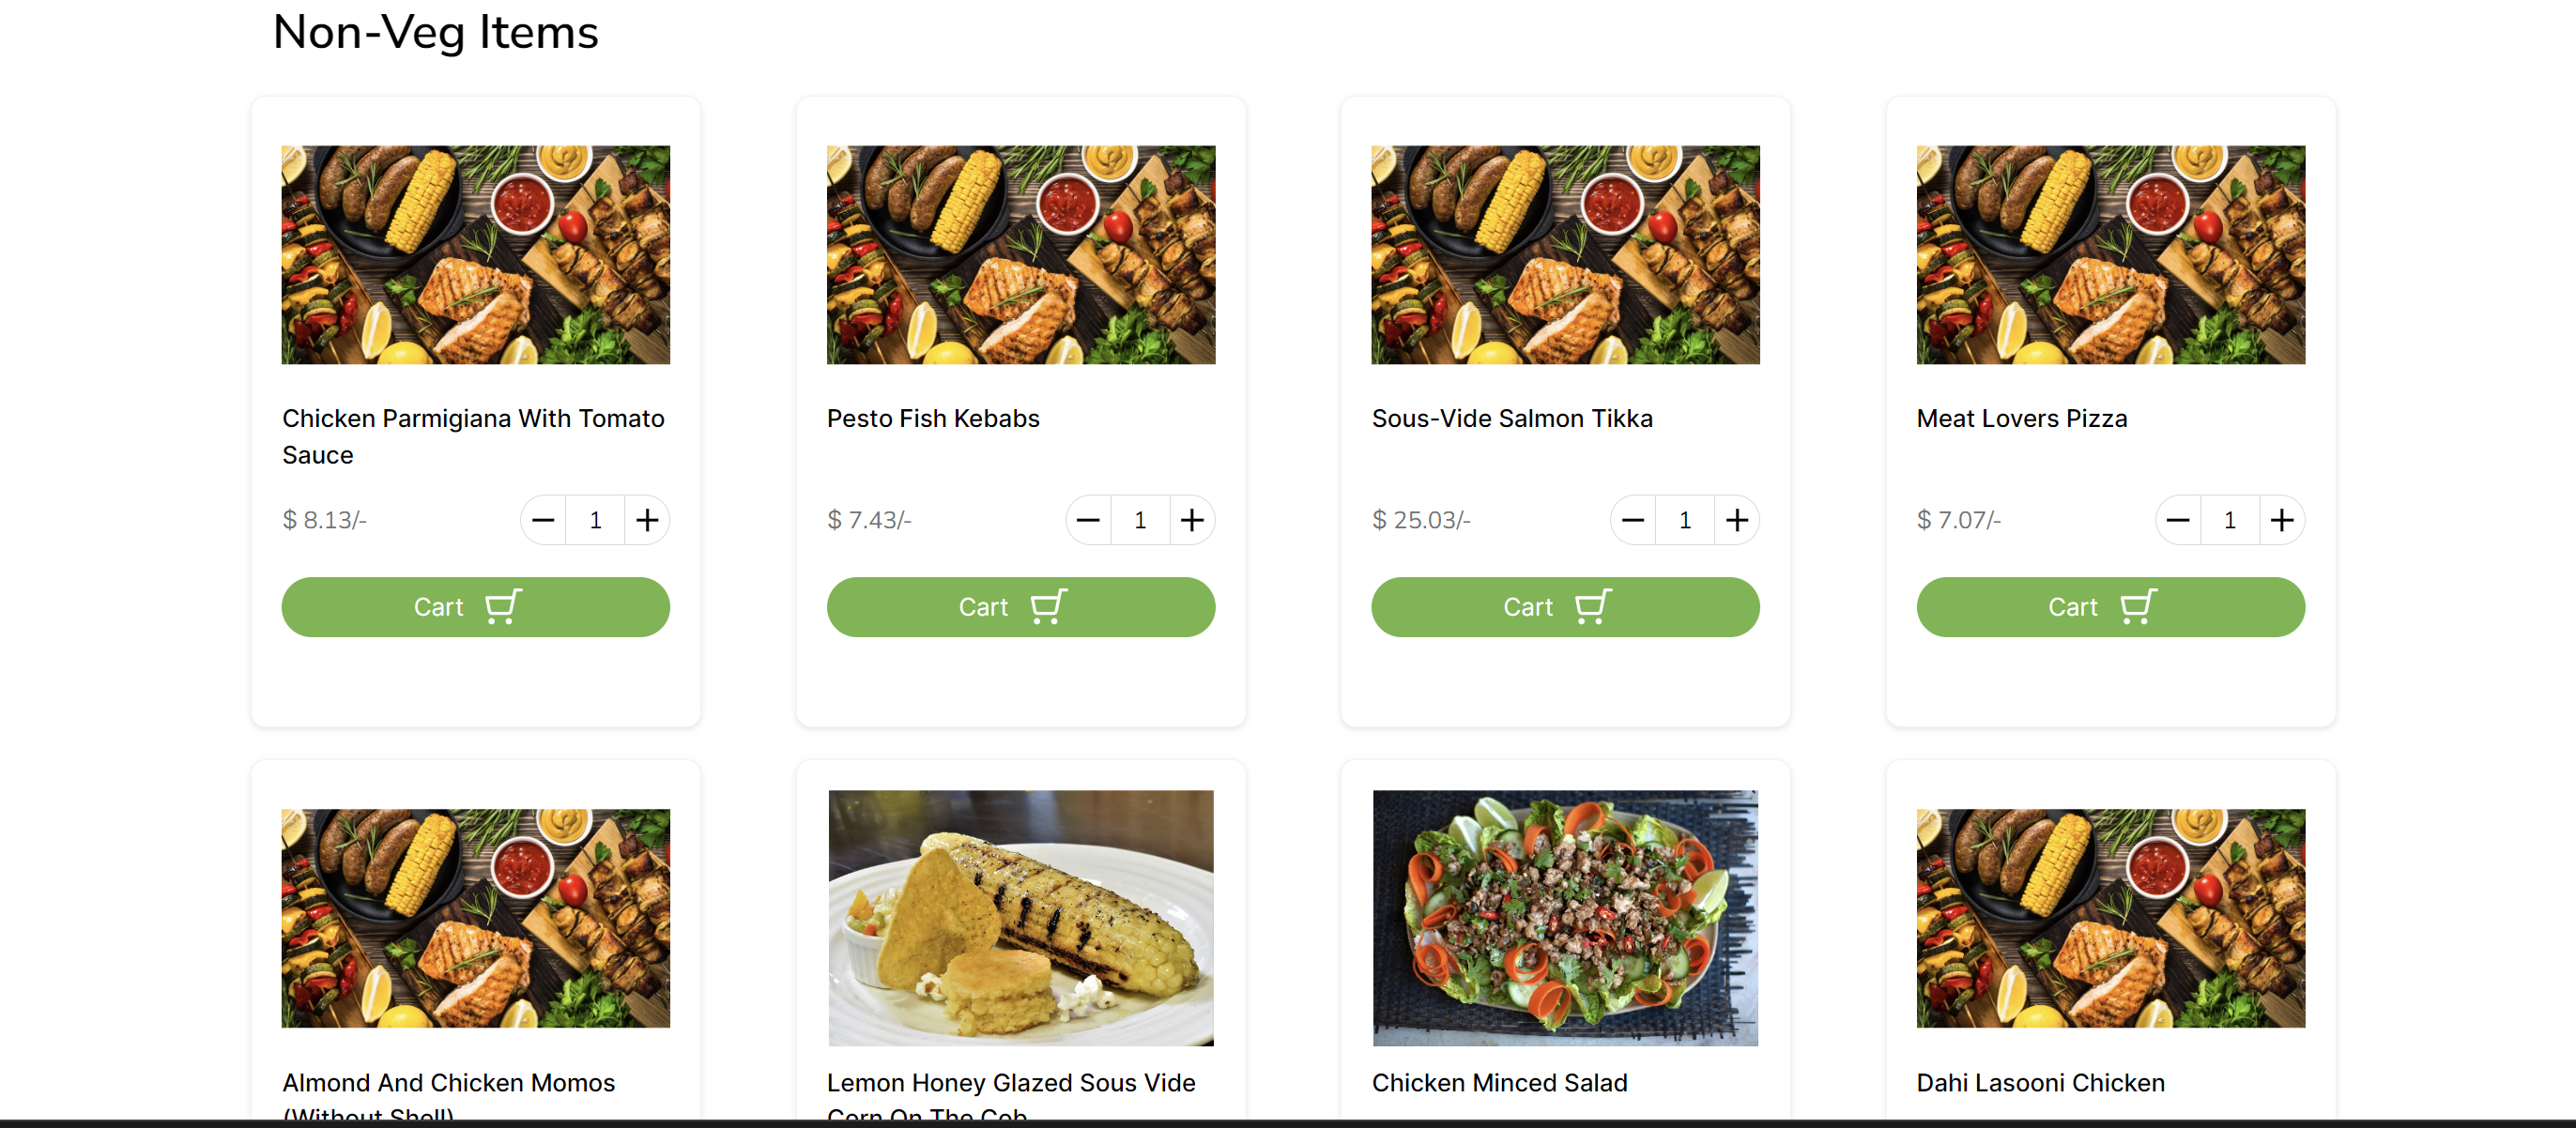 Non-Veg Items
Chicken Parmigiana With Tomato
Sauce
$ 8.13/-
1
Cart
Pesto Fish Kebabs
$ 7.43/-
1
Cart
Sous-Vide Salmon Tikka
$ 25.03/-
1
Cart
Meat Lovers Pizza
$ 7.07/-
1
Cart
Almond And Chicken Momos
(Without Shell)
Lemon Honey Glazed Sous Vide
Corn On The Cob
Chicken Minced Salad
Dahi Lasooni Chicken